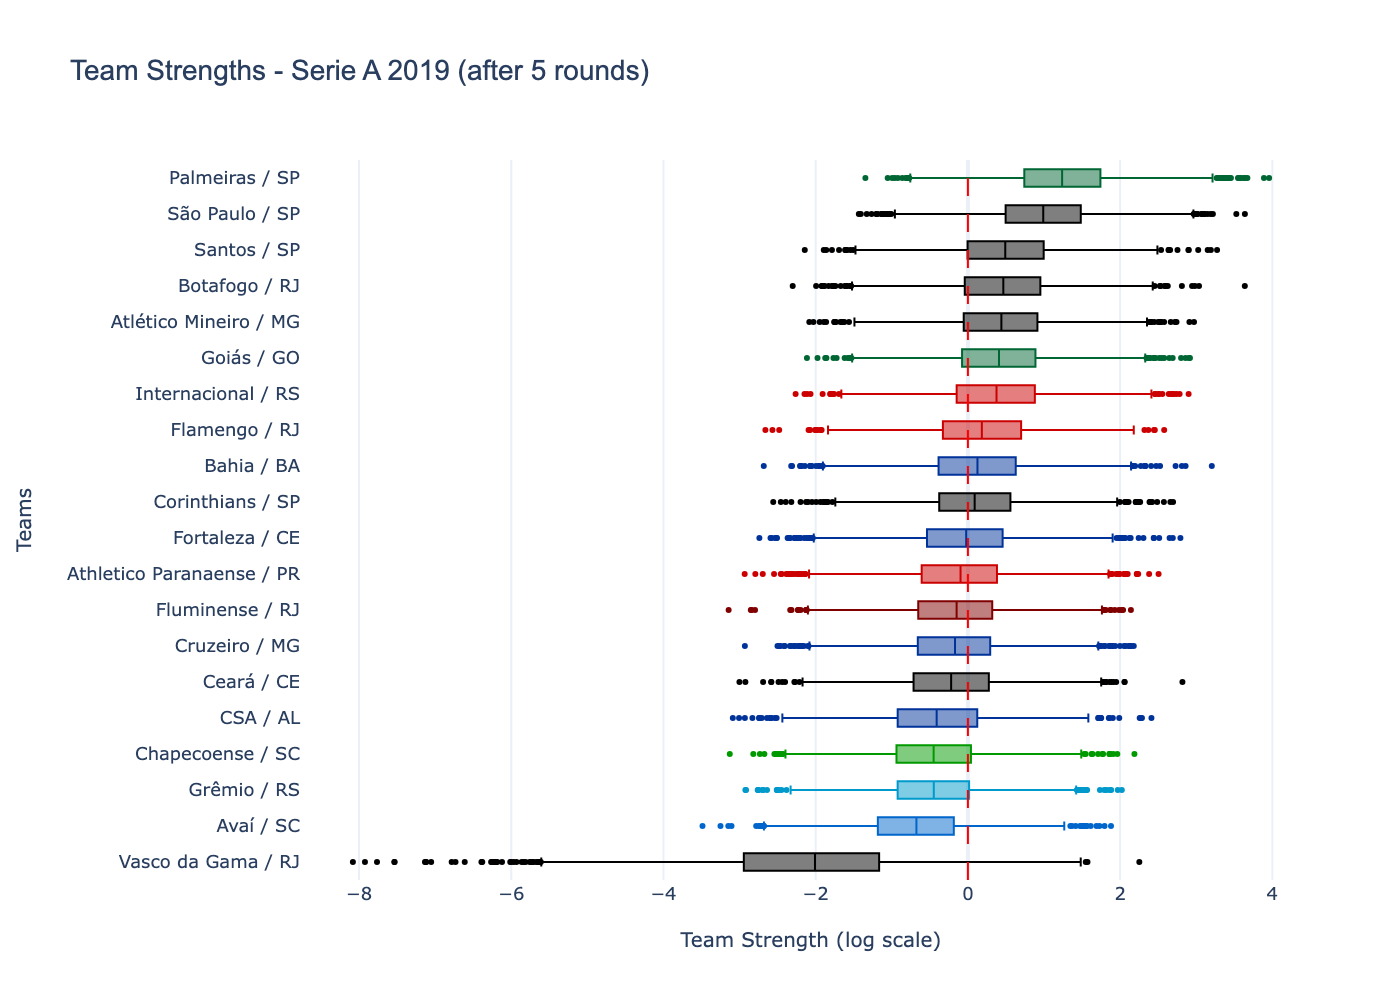 Team Strengths - Serie A 2019 (after 5 rounds)
Teams
Palmeiras / SP
São Paulo / SP
Santos / SP
Botafogo / RJ
Atlético Mineiro / MG
Goiás / GO
Internacional / RS
Flamengo / RJ
Bahia / BA
Corinthians / SP
Fortaleza / CE
Athletico Paranaense / PR
Fluminense / RJ
Cruzeiro / MG
Ceará / CE
CSA / AL
Chapecoense / SC
Grêmio / RS
Avaí / SC
Vasco da Gama / RJ
−8 −6 −4 −2 0 2 4
Team Strength (log scale)